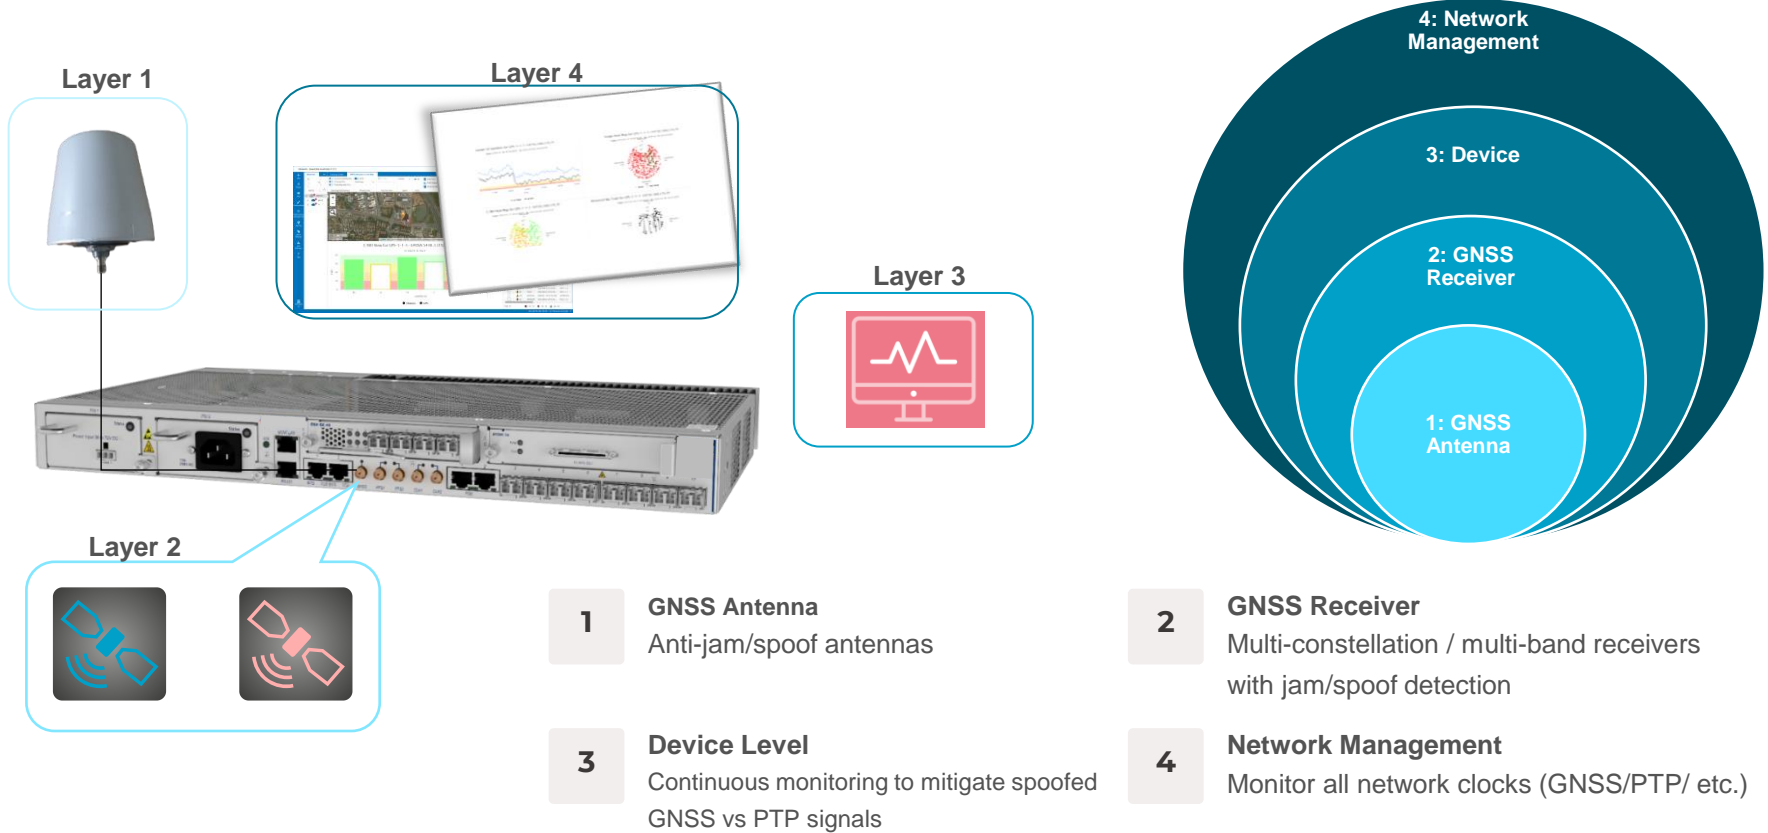 Layer 1
Layer 4
4: Network
Management
3: Device
Layer 3
2: GNSS
Receiver
1: GNSS
Antenna
Layer 2
1
GNSS Antenna
Anti-jam/spoof antennas
2
GNSS Receiver
Multi-constellation / multi-band receivers
with jam/spoof detection
3
Device Level
Continuous monitoring to mitigate spoofed
GNSS vs PTP signals
4
Network Management
Monitor all network clocks (GNSS/PTP/ etc.)